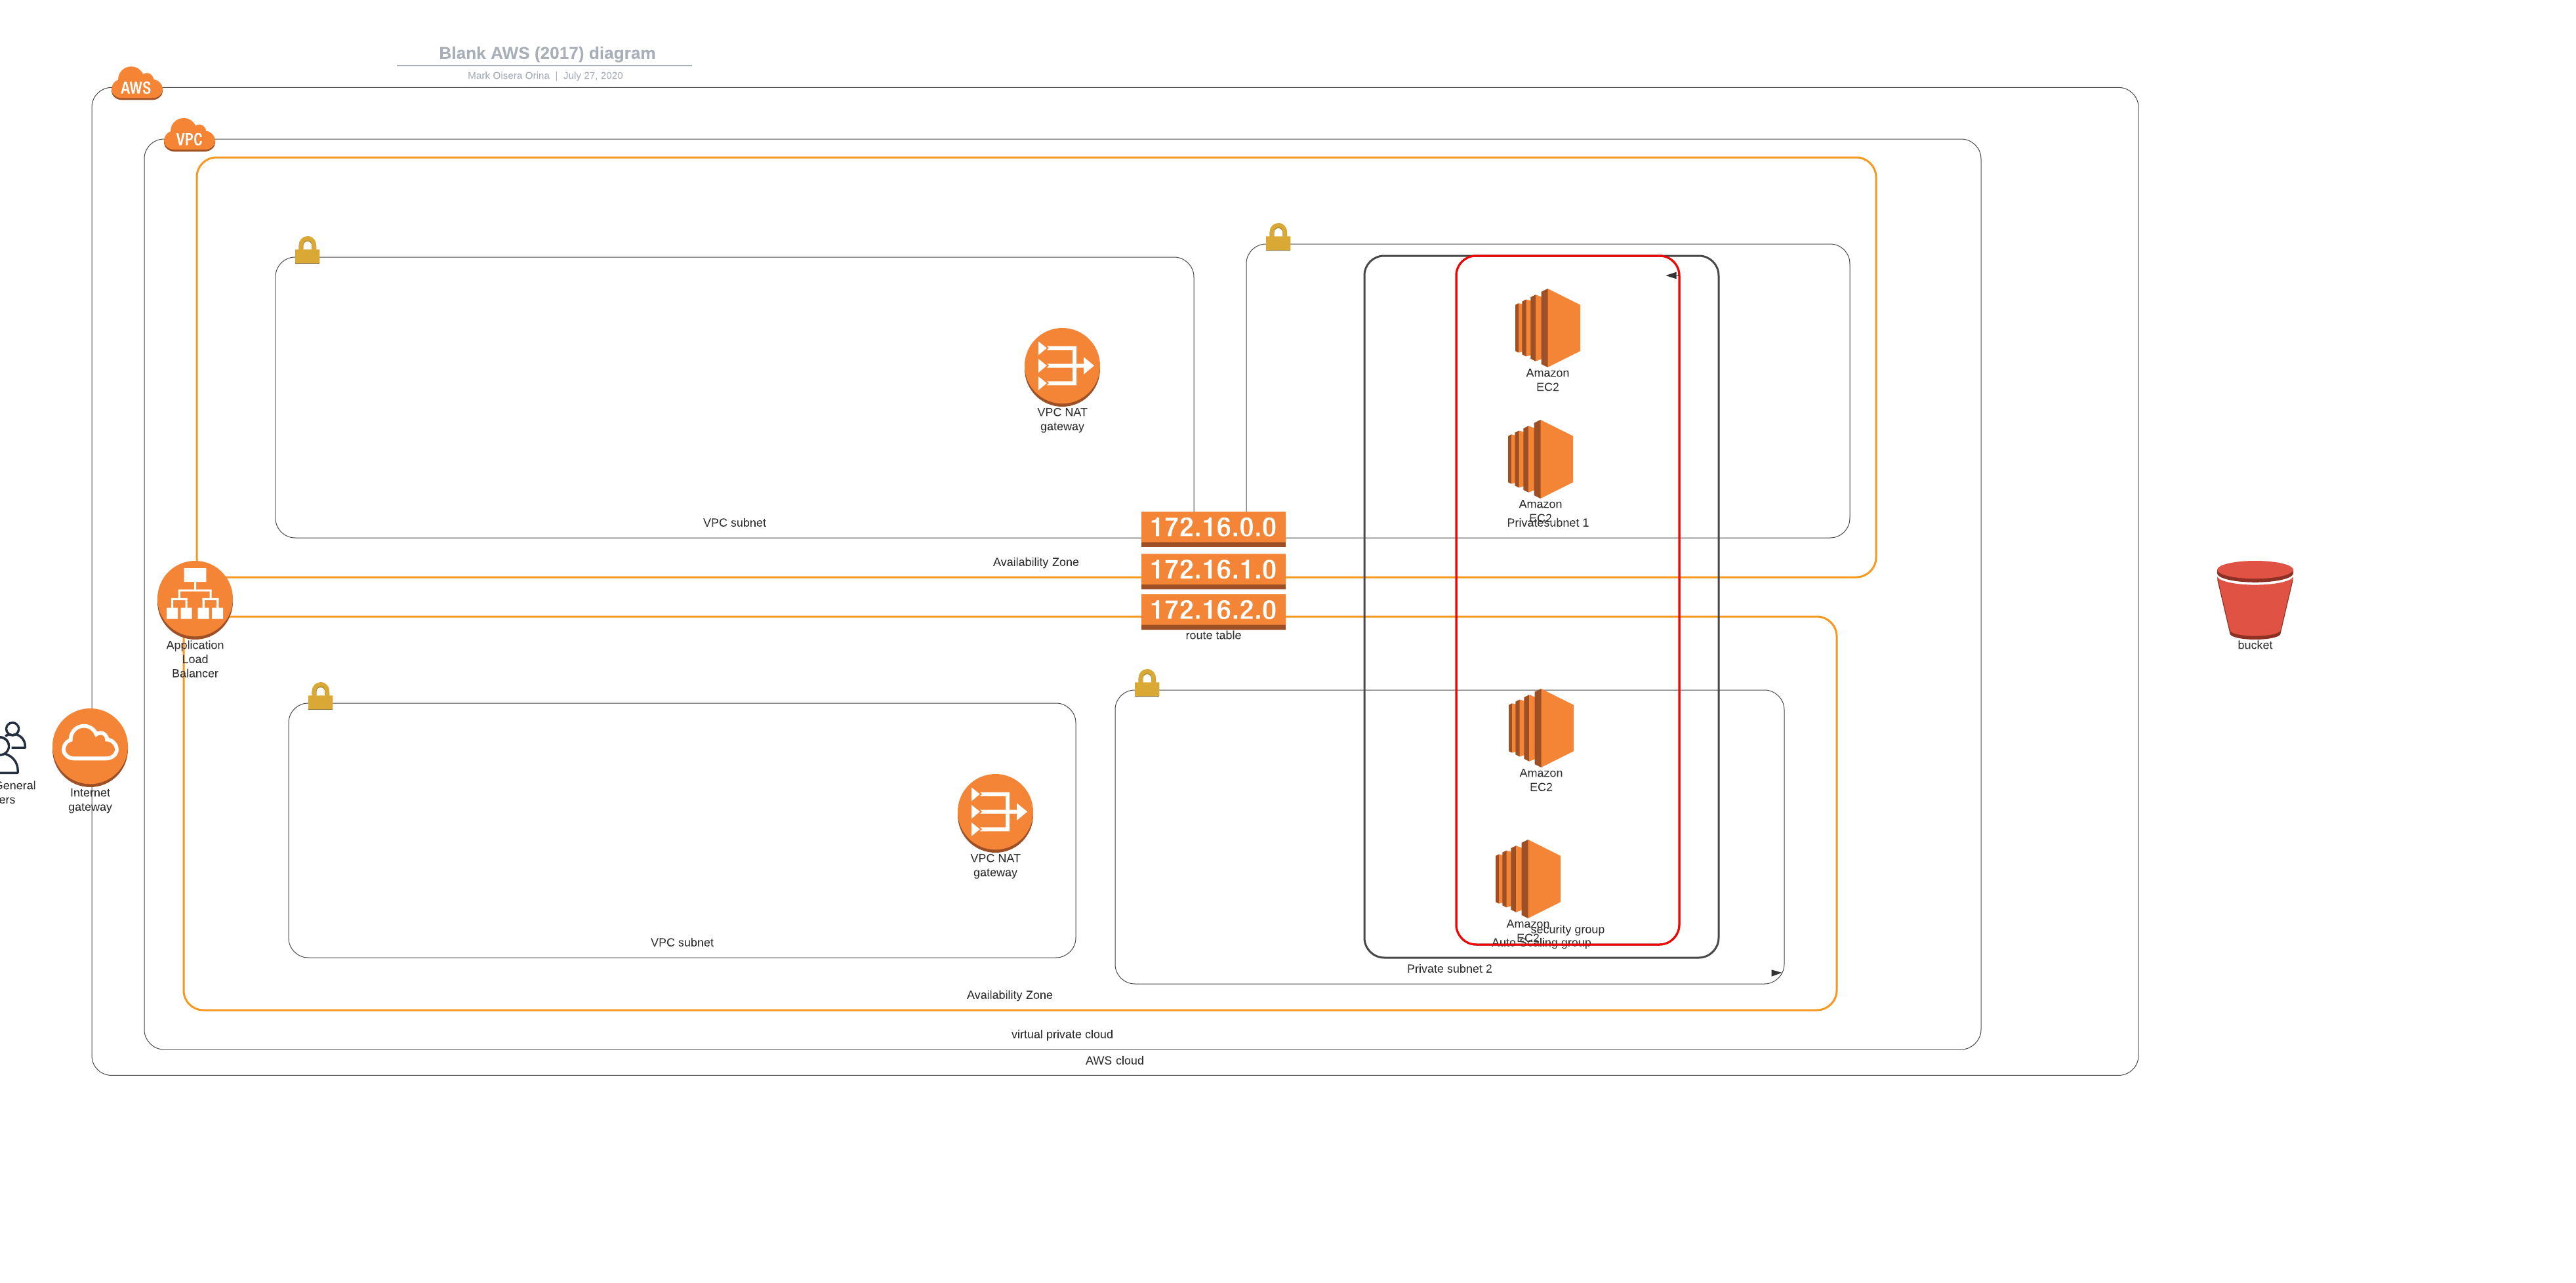 Blank AWS (2017) diagram
Mark Oisera Orina | July 27, 2020
AWS
VPC
Amazon
EC2
VPC NAT
gateway
Amazon
EC2
VPC subnet
172.16.0.0
Privatesubnet 1
Availability Zone
172.16.1.0
172.16.2.0
route table
Application
Load
Balancer
bucket
General
ers
Internet
gateway
Amazon
EC2
VPC NAT
gateway
Amazon
EC2
security group
Auto Scaling group
VPC subnet
Private subnet 2
Availability Zone
virtual private cloud
AWS cloud